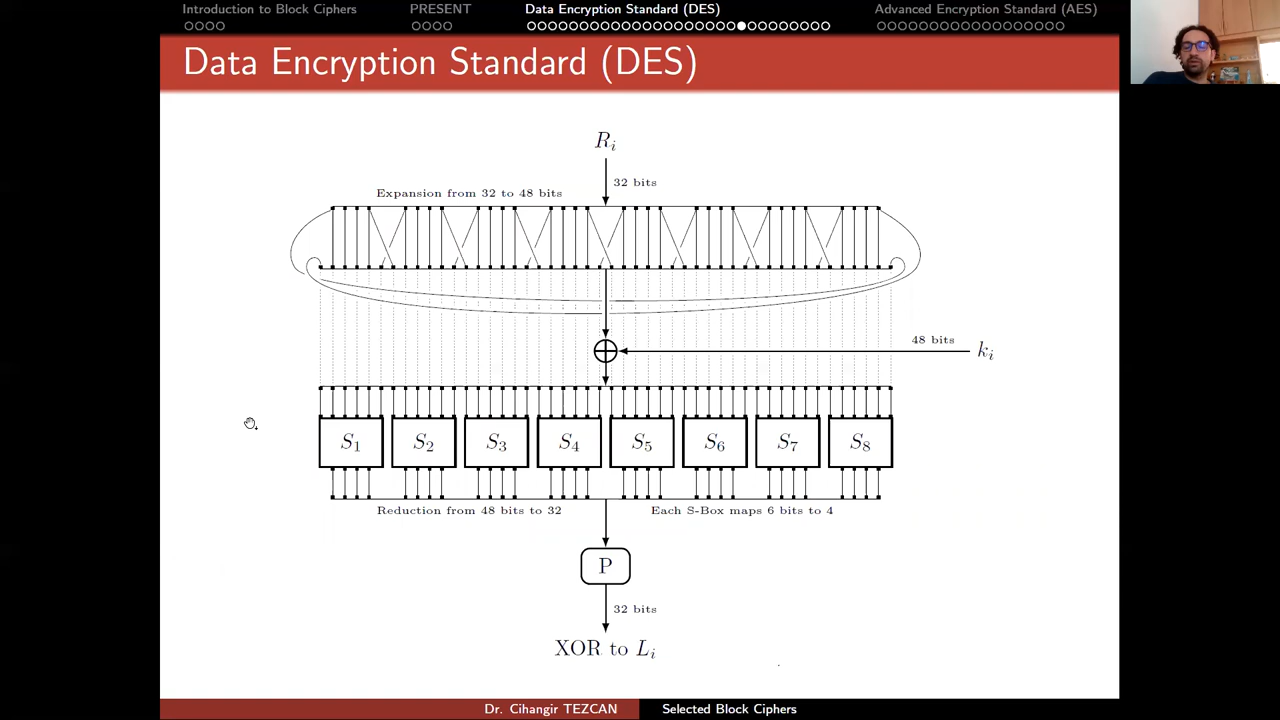 Introduction to Block Ciphers PRESENT Data Encryption Standard (DES) Advanced Encryption Standard (AES)
Data Encryption Standard (DES)
R_i
32 bits
Expansion from 32 to 48 bits
48 bits
k_i
S_1 S_2 S_3 S_4 S_5 S_6 S_7 S_8
Reduction from 48 bits to 32 Each S-Box maps 6 bits to 4
P
32 bits
XOR to L_i
Dr. Cihangir TEZCAN Selected Block Ciphers